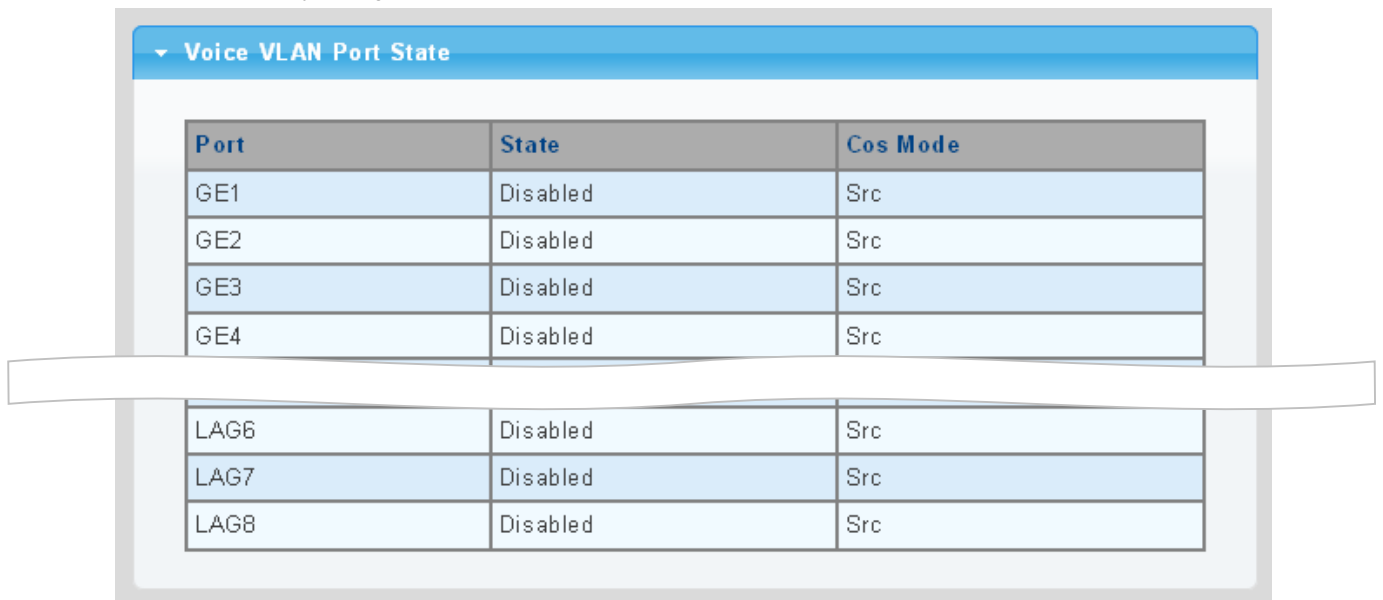 Voice VLAN Port State
Port State Cos Mode
GE1 Disabled Src
GE2 Disabled Src
GE3 Disabled Src
GE4 Disabled Src
LAG6 Disabled Src
LAG7 Disabled Src
LAG8 Disabled Src